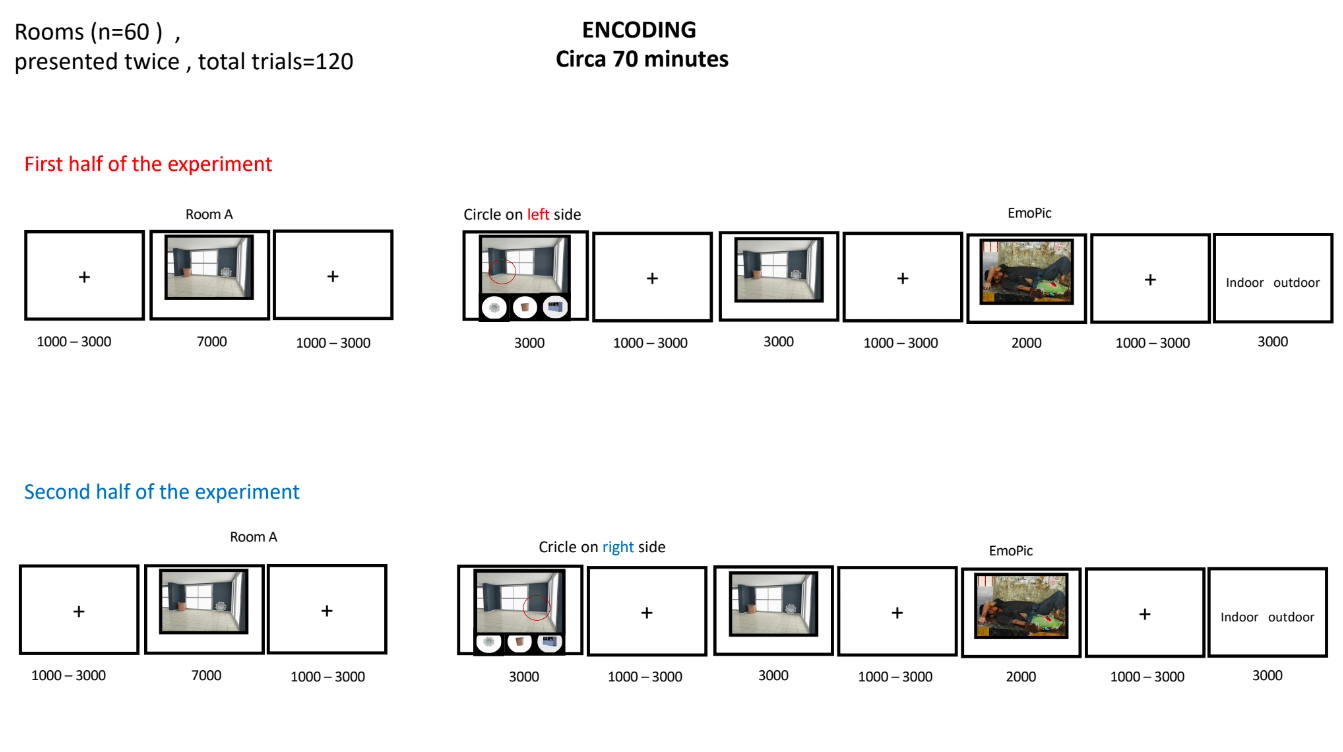 Rooms (n=60 ) ,
presented twice , total trials=120
ENCODING
Circa 70 minutes
First half of the experiment
Room A
Circle on left side
EmoPic
+
+
+
+
+
Indoor outdoor
1000 – 3000
7000
1000 – 3000
3000
1000 – 3000
3000
1000 – 3000
2000
1000 – 3000
3000
Second half of the experiment
Room A
Cricle on right side
EmoPic
+
+
+
+
+
Indoor outdoor
1000 – 3000
7000
1000 – 3000
3000
1000 – 3000
3000
1000 – 3000
2000
1000 – 3000
3000